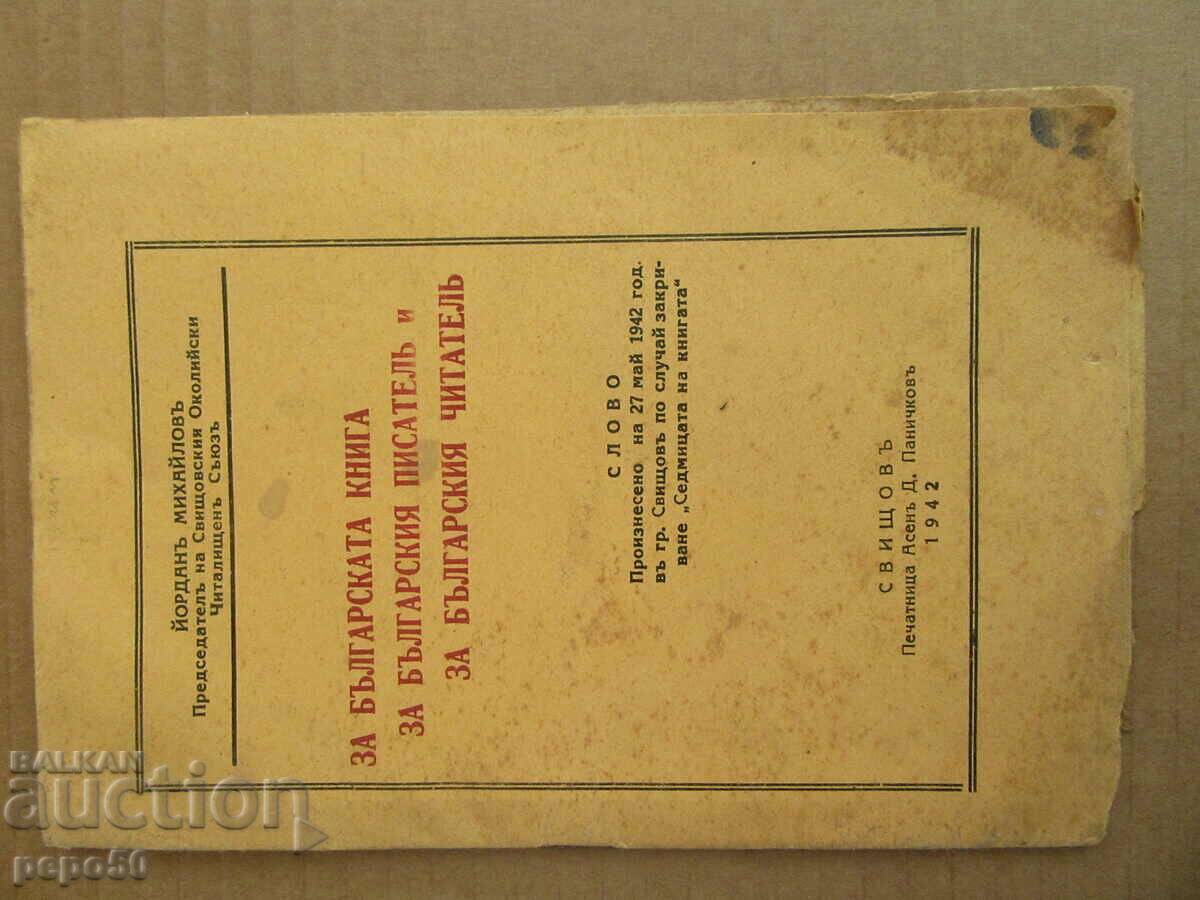 ЙОРДАНЪ МИХАЙЛОВЪ
Председатель на Свищовския Околийски
Читалищенъ Съюзъ
ЗА БЪЛГАРСКАТА КНИГА
ЗА БЪЛГАРСКИЯ ПИСАТЕЛЬ и
ЗА БЪЛГАРСКИЯ ЧИТАТЕЛЬ
СЛОВО
Произнесено на 27 май 1942 год.
въ гр. Свищовъ по случай закри-
ване „Седмицата на книгата“
СВИЩОВЪ
Печатница Асенъ Д. Паничковъ
1942
BALKAN
auction
pepo50